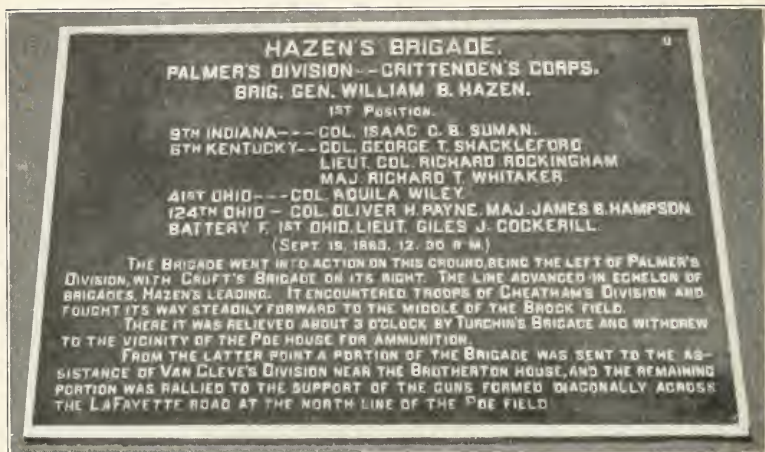 HAZEN'S BRIGADE.
PALMER'S DIVISION--CRITTENDEN'S CORPS.
BRIG. GEN. WILLIAM B. HAZEN.
1ST POSITION.
9TH INDIANA---COL. ISAAC C. B. SUMAN.
6TH KENTUCKY--COL. GEORGE T. SHACKLEFORD
LIEUT. COL. RICHARD ROCKINGHAM
MAJ. RICHARD T. WHITAKER.
41ST OHIO---COL AQUILA WILEY.
124TH OHIO - COL. OLIVER H. PAYNE. MAJ. JAMES B. HAMPSON.
BATTERY F, 1ST OHIO. LIEUT. GILES J. COCKERILL.
(SEPT. 19, 1863. 12. 30 P M.)
THE BRIGADE WENT INTO ACTION ON THIS GROUND, BEING THE LEFT OF PALMER'S
DIVISION, WITH CRUFT'S BRIGADE ON ITS RIGHT. THE LINE ADVANCED IN ECHELON OF
BRIGADES, HAZEN'S LEADING. IT ENCOUNTERED TROOPS OF CHEATHAM'S DIVISION AND
FOUGHT ITS WAY STEADILY FORWARD TO THE MIDDLE OF THE BROCK FIELD.
THERE IT WAS RELIEVED ABOUT 3 O'CLOCK BY TURCHIN'S BRIGADE AND WITHDREW
TO THE VICINITY OF THE POE HOUSE FOR AMMUNITION.
FROM THE LATTER POINT A PORTION OF THE BRIGADE WAS SENT TO THE AS-
SISTANCE OF VAN CLEVE'S DIVISION NEAR THE BROTHERTON HOUSE, AND THE REMAINING
PORTION WAS RALLIED TO THE SUPPORT OF THE GUNS FORMED DIAGONALLY ACROSS
THE LAFAYETTE ROAD AT THE NORTH LINE OF THE POE FIELD